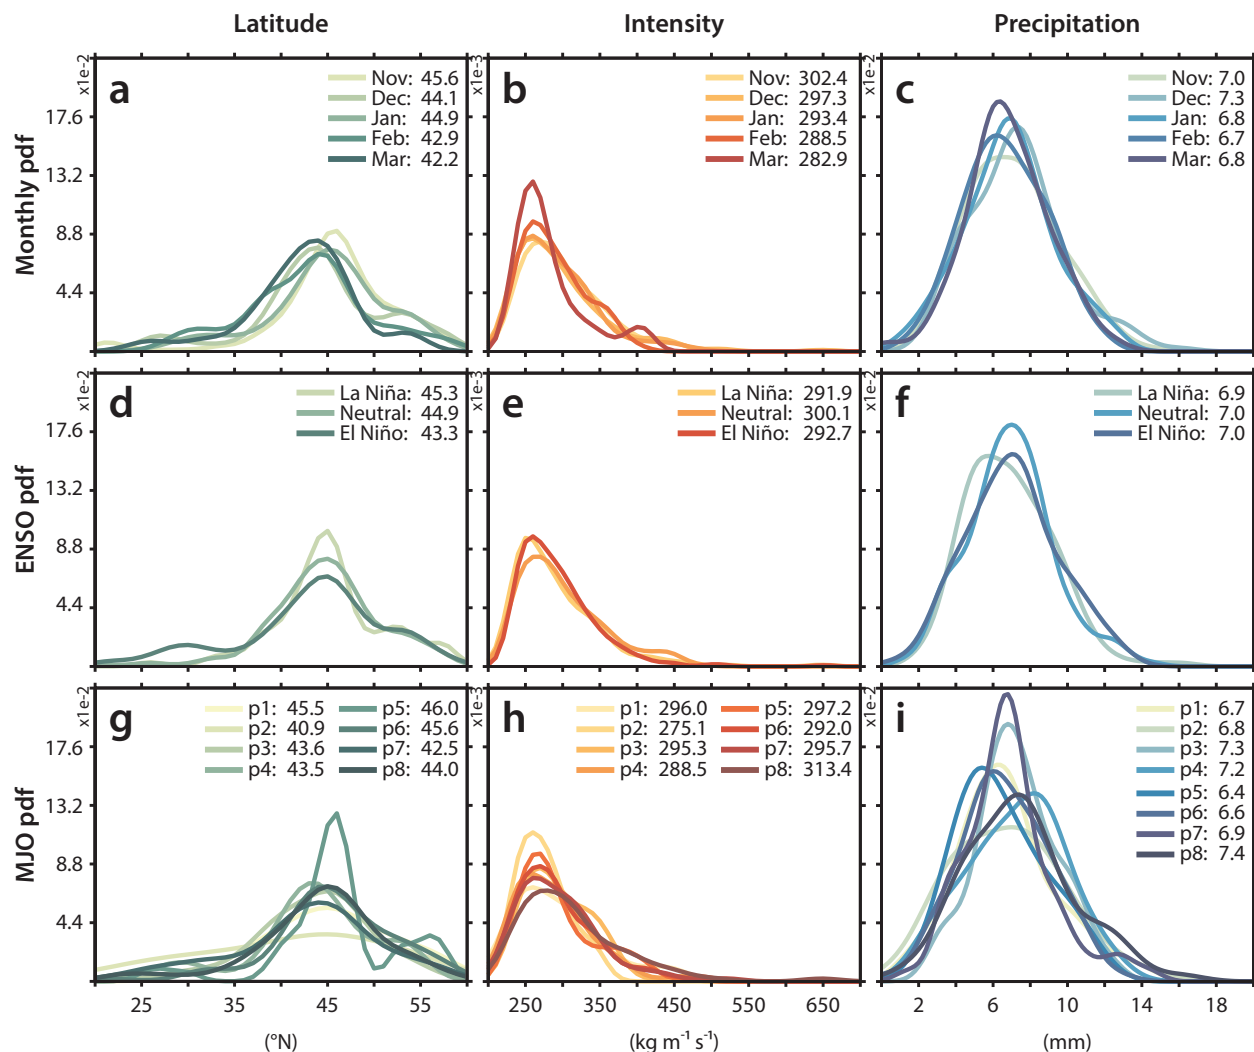 Latitude Intensity Precipitation
Monthly pdf
x1e-2
a
17.6
13.2
8.8
4.4
Nov: 45.6
Dec: 44.1
Jan: 44.9
Feb: 42.9
Mar: 42.2
x1e-3
b
Nov: 302.4
Dec: 297.3
Jan: 293.4
Feb: 288.5
Mar: 282.9
x1e-2
c
Nov: 7.0
Dec: 7.3
Jan: 6.8
Feb: 6.7
Mar: 6.8
ENSO pdf
x1e-2
d
17.6
13.2
8.8
4.4
La Niña: 45.3
Neutral: 44.9
El Niño: 43.3
x1e-3
e
La Niña: 291.9
Neutral: 300.1
El Niño: 292.7
x1e-2
f
La Niña: 6.9
Neutral: 7.0
El Niño: 7.0
MJO pdf
x1e-2
g
17.6
13.2
8.8
4.4
p1: 45.5 p5: 46.0
p2: 40.9 p6: 45.6
p3: 43.6 p7: 42.5
p4: 43.5 p8: 44.0
x1e-3
h
p1: 296.0 p5: 297.2
p2: 275.1 p6: 292.0
p3: 295.3 p7: 295.7
p4: 288.5 p8: 313.4
x1e-2
i
p1: 6.7
p2: 6.8
p3: 7.3
p4: 7.2
p5: 6.4
p6: 6.6
p7: 6.9
p8: 7.4
25 35 45 55 250 350 450 550 650 2 6 10 14 18
(°N) (kg m⁻¹ s⁻¹) (mm)